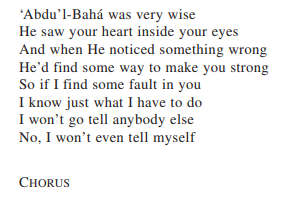 ‘Abdu’l-Bahá was very wise
He saw your heart inside your eyes
And when He noticed something wrong
He’d find some way to make you strong
So if I find some fault in you
I know just what I have to do
I won’t go tell anybody else
No, I won’t even tell myself
CHORUS